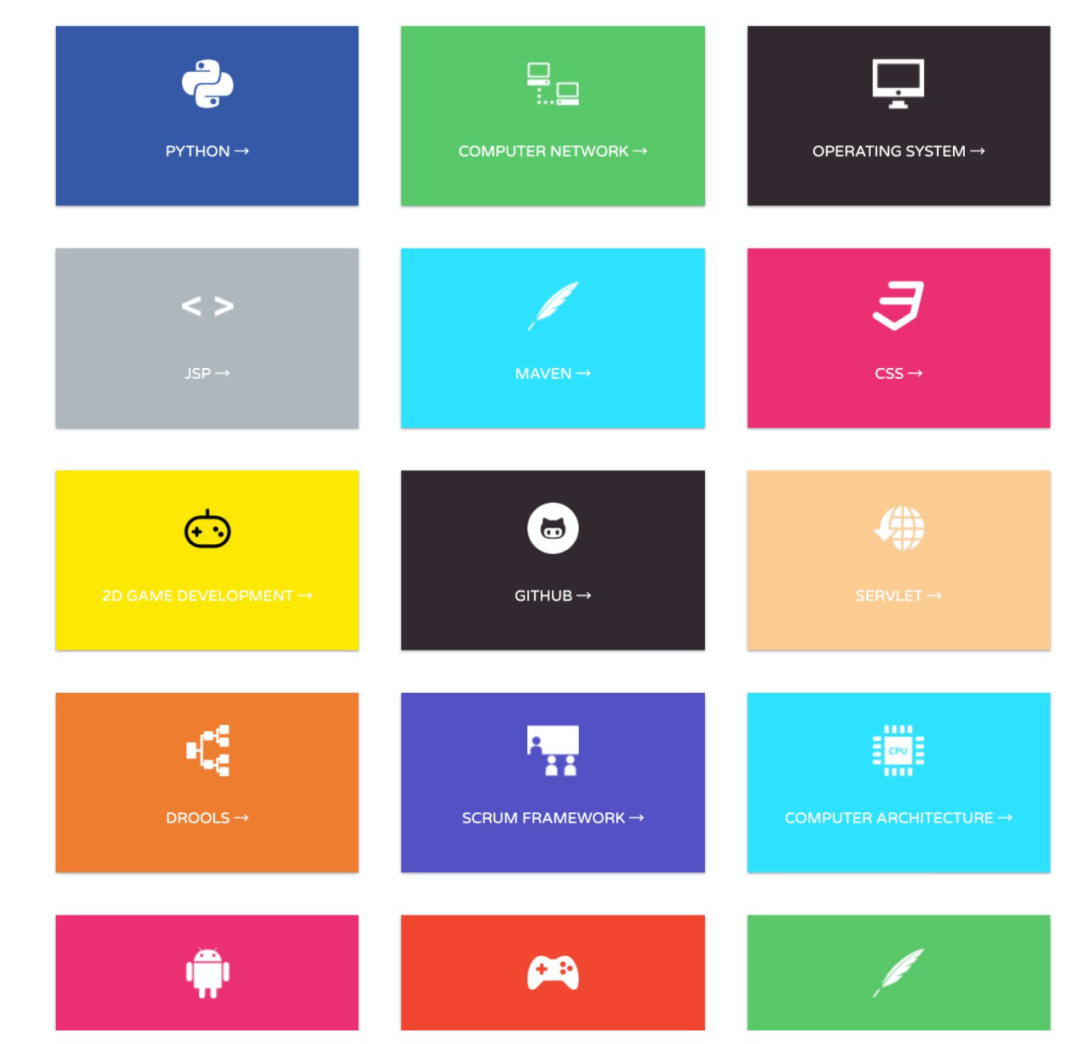 PYTHON →
COMPUTER NETWORK →
OPERATING SYSTEM →
< >
JSP →
MAVEN →
CSS →
2D GAME DEVELOPMENT →
GITHUB →
SERVLET →
CPU
DROOLS →
SCRUM FRAMEWORK →
COMPUTER ARCHITECTURE →